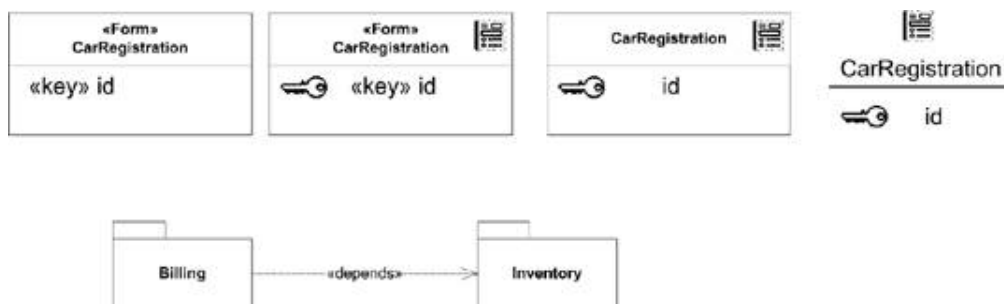 «Form»
CarRegistration
«key» id
«Form»
CarRegistration
«key» id
CarRegistration
id
CarRegistration
id
Billing
«depends»
Inventory